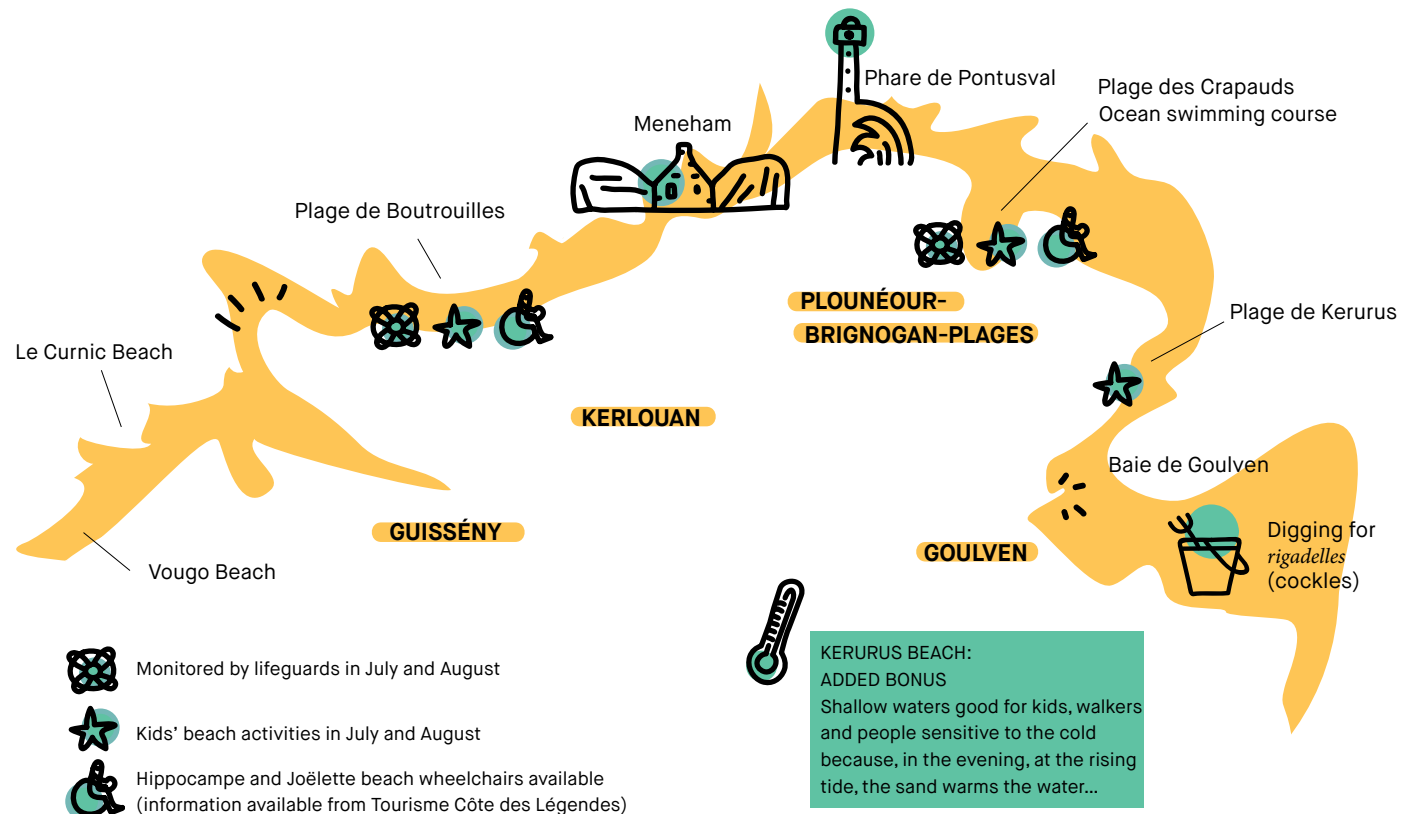 Phare de Pontusval
Plage des Crapauds
Ocean swimming course
Meneham
Plage de Boutrouilles
PLOUNÉOUR-
BRIGNOGAN-PLAGES
Plage de Kerurus
Le Curnic Beach
KERLOUAN
Baie de Goulven
GUISSÉNY
GOULVEN
Digging for
rigadelles
(cockles)
Vougo Beach
Monitored by lifeguards in July and August
Kids' beach activities in July and August
Hippocampe and Joëlette beach wheelchairs available
(information available from Tourisme Côte des Légendes)
KERURUS BEACH:
ADDED BONUS
Shallow waters good for kids, walkers
and people sensitive to the cold
because, in the evening, at the rising
tide, the sand warms the water...